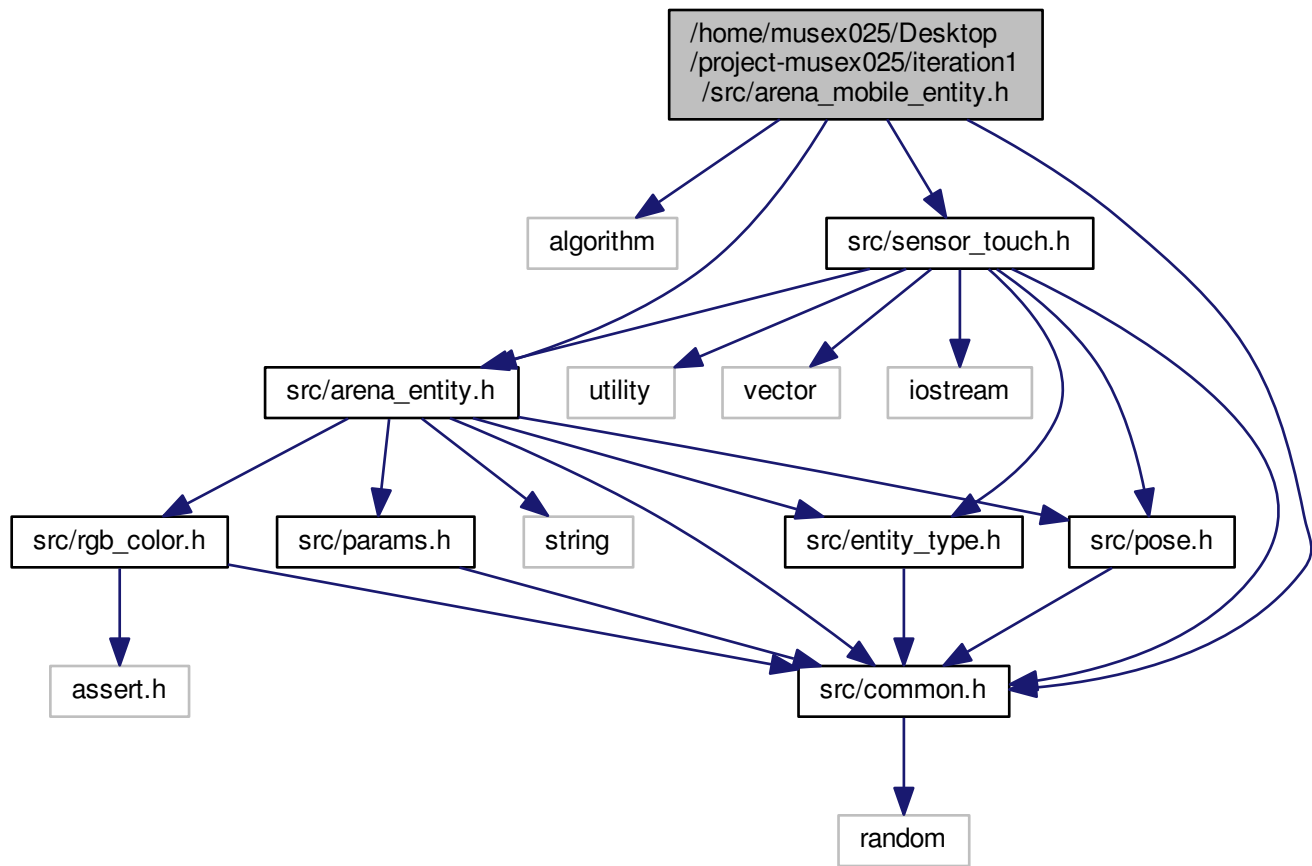 /home/musex025/Desktop
/project-musex025/iteration1
/src/arena_mobile_entity.h
algorithm
src/sensor_touch.h
src/arena_entity.h
utility
vector
iostream
src/rgb_color.h
src/params.h
string
src/entity_type.h
src/pose.h
assert.h
src/common.h
random